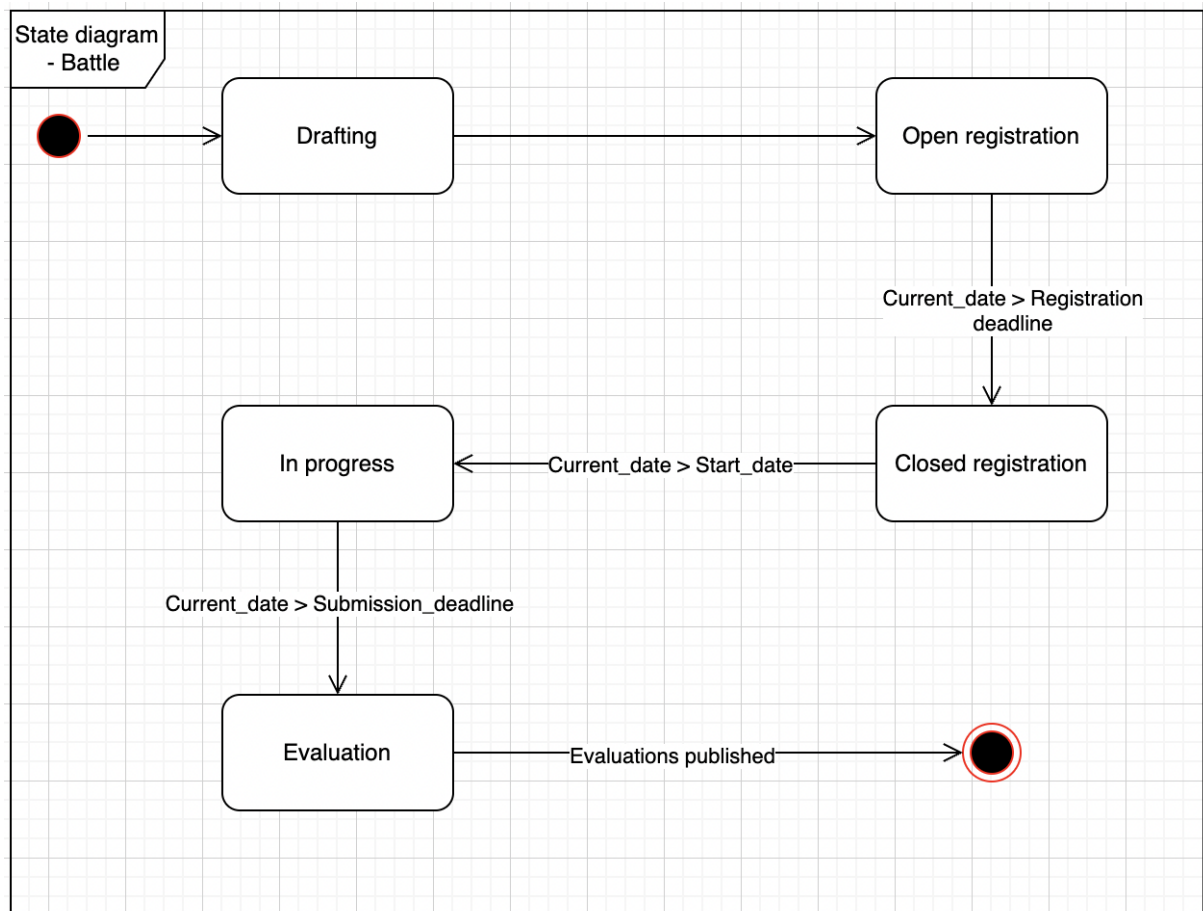 State diagram
- Battle
Drafting
Open registration
Current_date > Registration
deadline
In progress
Current_date > Start_date
Closed registration
Current_date > Submission_deadline
Evaluation
Evaluations published